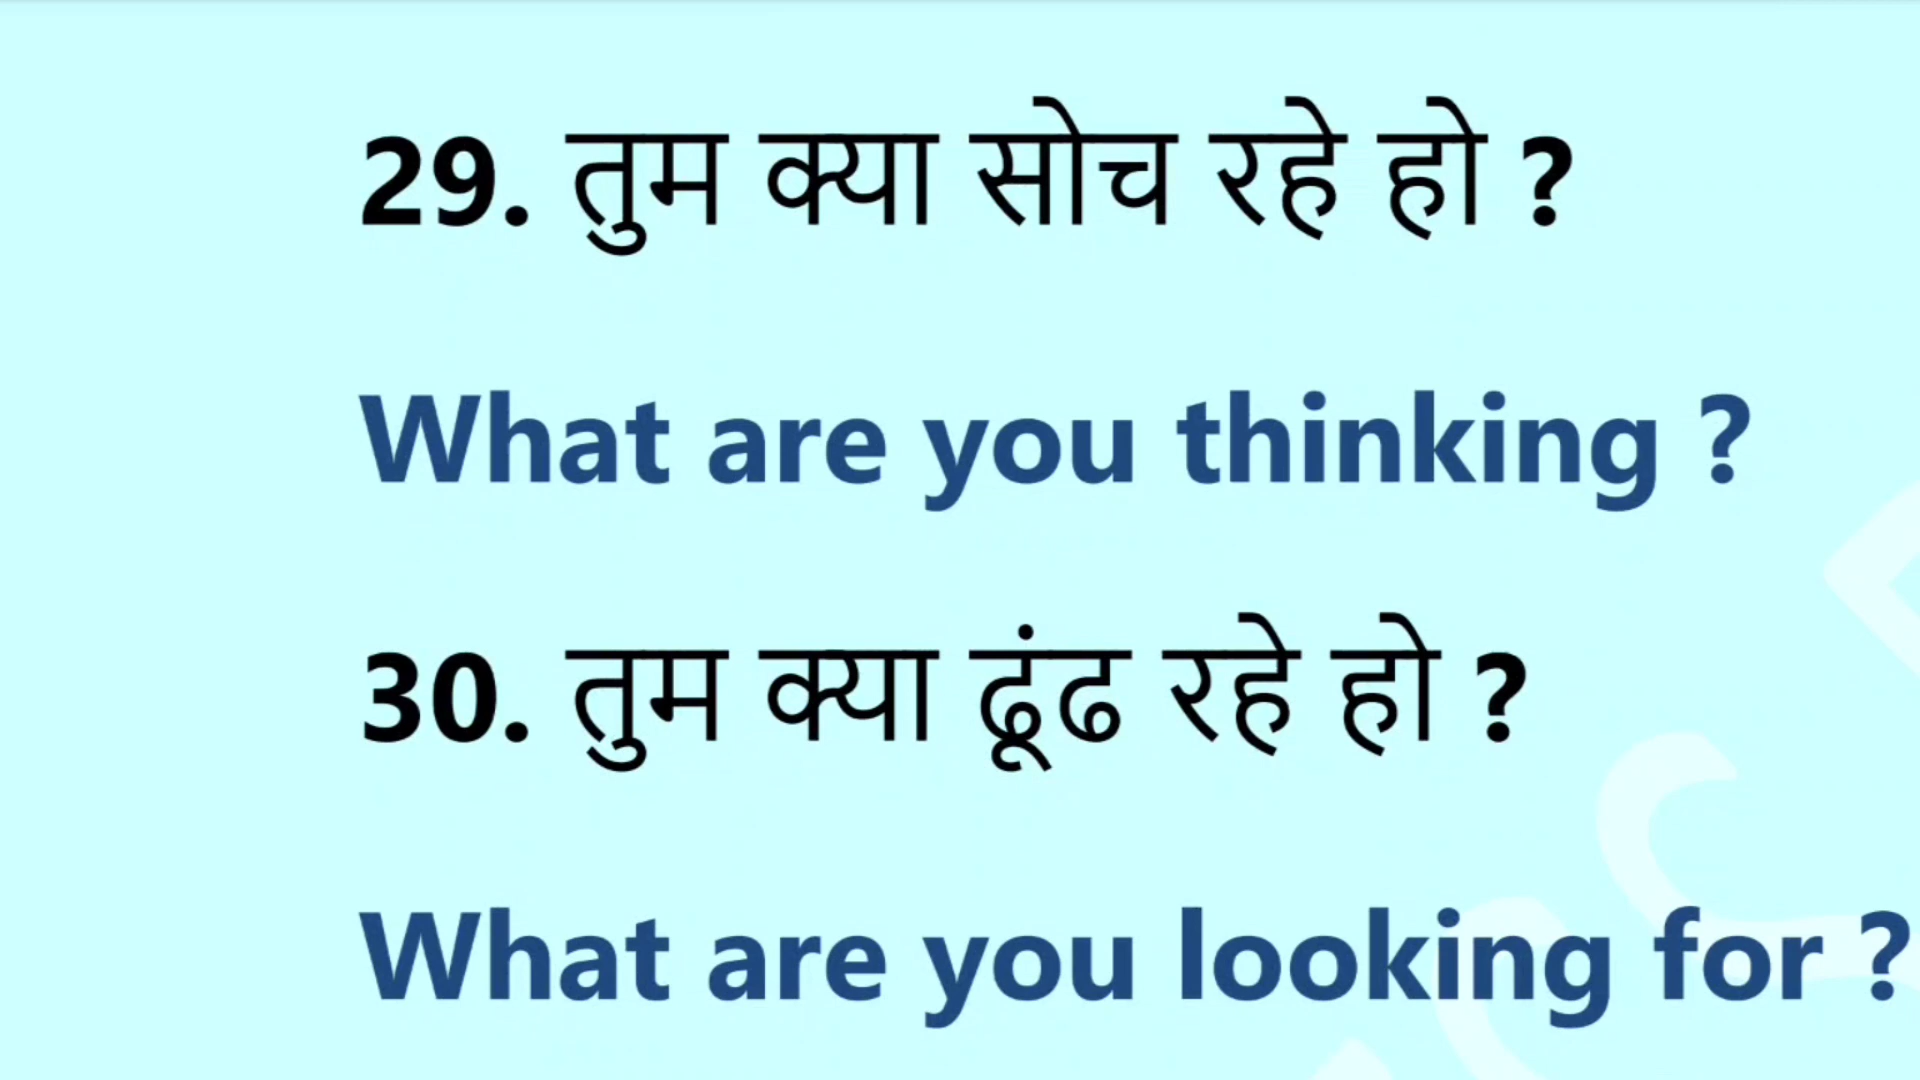 29. तुम क्या सोच रहे हो ?
What are you thinking ?
30. तुम क्या ढूंढ रहे हो ?
What are you looking for ?